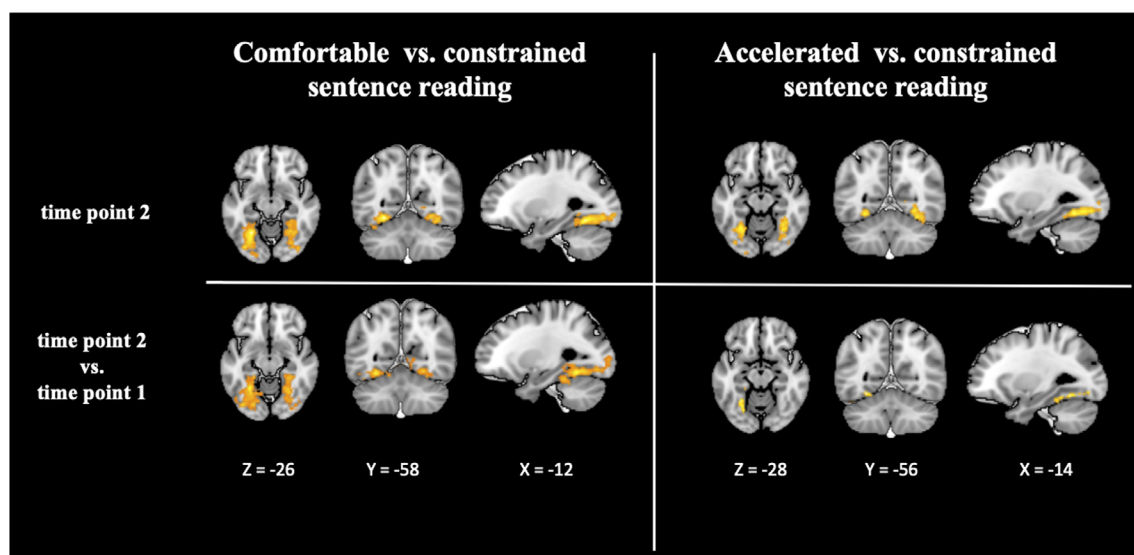 Comfortable vs. constrained
sentence reading
Accelerated vs. constrained
sentence reading
time point 2
time point 2
vs.
time point 1
Z = -26
Y = -58
X = -12
Z = -28
Y = -56
X = -14